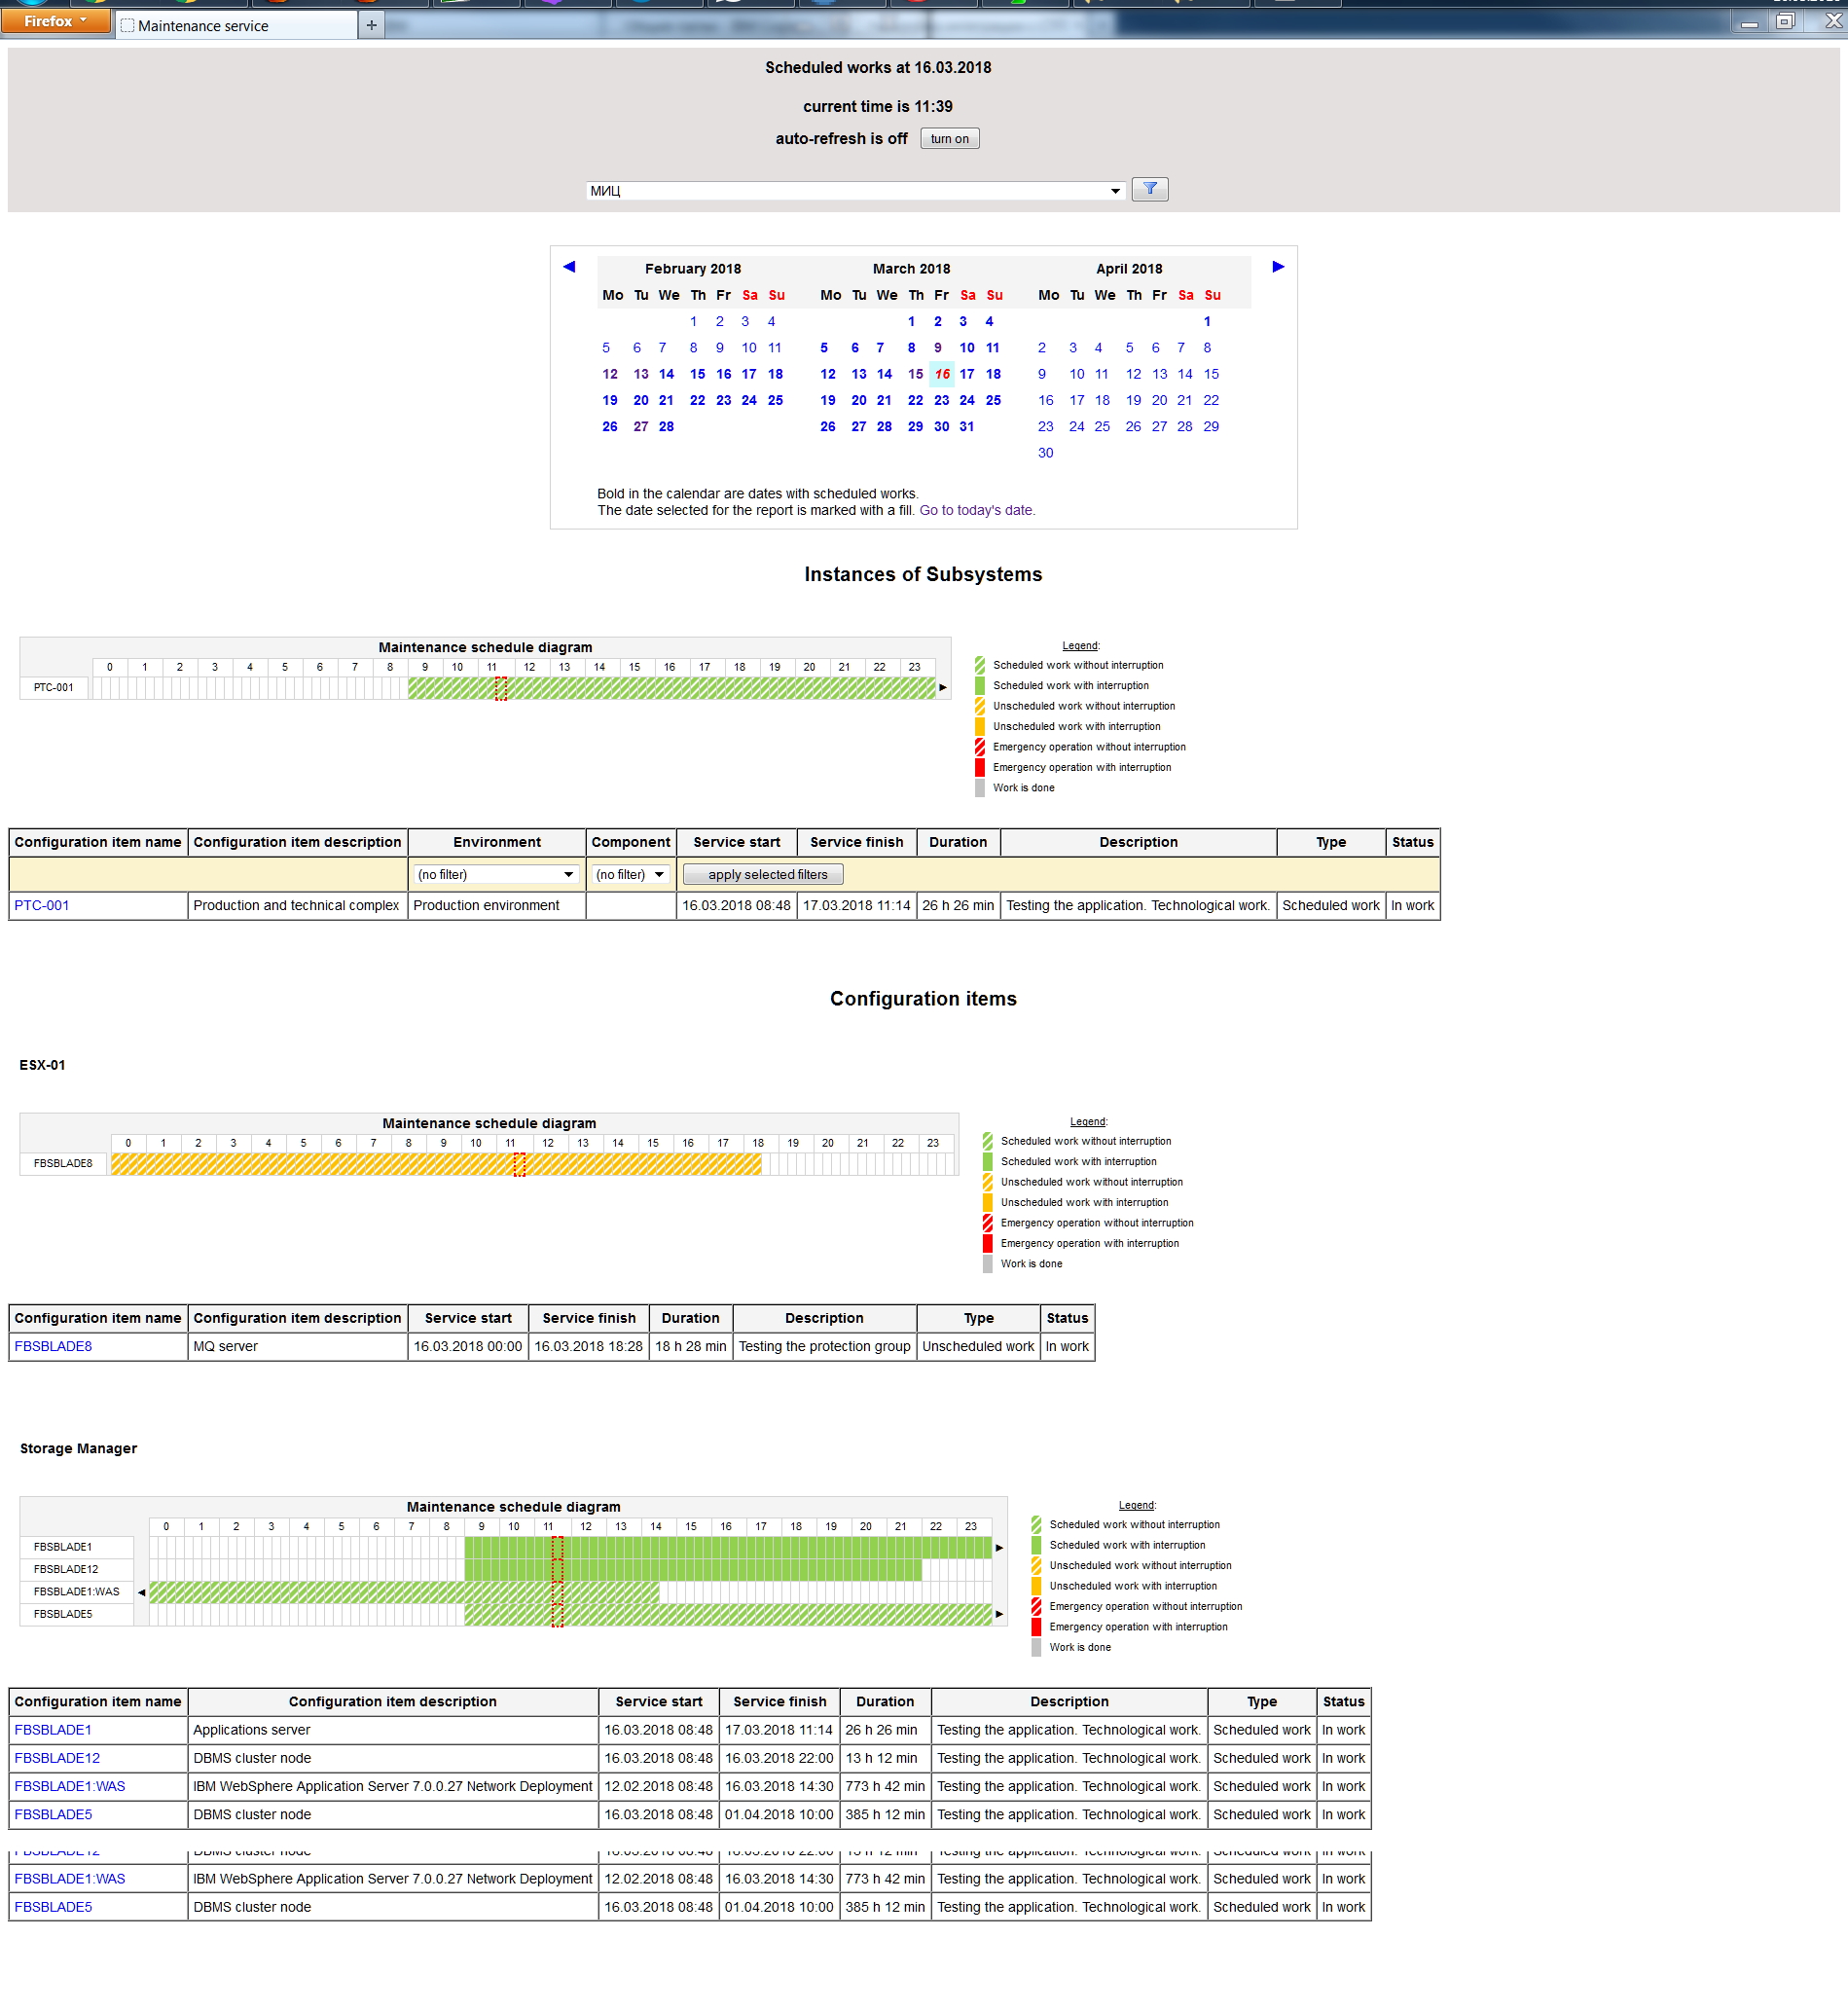 Firefox
Maintenance service
Scheduled works at 16.03.2018
current time is 11:39
auto-refresh is off turn on
МИЦ
February 2018 March 2018 April 2018
Mo Tu We Th Fr Sa Su Mo Tu We Th Fr Sa Su Mo Tu We Th Fr Sa Su
1 2 3 4 1 2 3 4 1
5 6 7 8 9 10 11 5 6 7 8 9 10 11 2 3 4 5 6 7 8
12 13 14 15 16 17 18 12 13 14 15 16 17 18 9 10 11 12 13 14 15
19 20 21 22 23 24 25 19 20 21 22 23 24 25 16 17 18 19 20 21 22
26 27 28 26 27 28 29 30 31 23 24 25 26 27 28 29
30
Bold in the calendar are dates with scheduled works.
The date selected for the report is marked with a fill. Go to today's date.
Instances of Subsystems
Maintenance schedule diagram
0 1 2 3 4 5 6 7 8 9 10 11 12 13 14 15 16 17 18 19 20 21 22 23
PTC-001
Legend:
Scheduled work without interruption
Scheduled work with interruption
Unscheduled work without interruption
Unscheduled work with interruption
Emergency operation without interruption
Emergency operation with interruption
Work is done
Configuration item name Configuration item description Environment Component Service start Service finish Duration Description Type Status
(no filter) (no filter) apply selected filters
PTC-001 Production and technical complex Production environment 16.03.2018 08:48 17.03.2018 11:14 26 h 26 min Testing the application. Technological work. Scheduled work In work
Configuration items
ESX-01
Maintenance schedule diagram
0 1 2 3 4 5 6 7 8 9 10 11 12 13 14 15 16 17 18 19 20 21 22 23
FBSBLADE8
Legend:
Scheduled work without interruption
Scheduled work with interruption
Unscheduled work without interruption
Unscheduled work with interruption
Emergency operation without interruption
Emergency operation with interruption
Work is done
Configuration item name Configuration item description Service start Service finish Duration Description Type Status
FBSBLADE8 MQ server 16.03.2018 00:00 16.03.2018 18:28 18 h 28 min Testing the protection group Unscheduled work In work
Storage Manager
Maintenance schedule diagram
0 1 2 3 4 5 6 7 8 9 10 11 12 13 14 15 16 17 18 19 20 21 22 23
FBSBLADE1
FBSBLADE12
FBSBLADE1:WAS
FBSBLADE5
Legend:
Scheduled work without interruption
Scheduled work with interruption
Unscheduled work without interruption
Unscheduled work with interruption
Emergency operation without interruption
Emergency operation with interruption
Work is done
Configuration item name Configuration item description Service start Service finish Duration Description Type Status
FBSBLADE1 Applications server 16.03.2018 08:48 17.03.2018 11:14 26 h 26 min Testing the application. Technological work. Scheduled work In work
FBSBLADE12 DBMS cluster node 16.03.2018 08:48 16.03.2018 22:00 13 h 12 min Testing the application. Technological work. Scheduled work In work
FBSBLADE1:WAS IBM WebSphere Application Server 7.0.0.27 Network Deployment 12.02.2018 08:48 16.03.2018 14:30 773 h 42 min Testing the application. Technological work. Scheduled work In work
FBSBLADE5 DBMS cluster node 16.03.2018 08:48 01.04.2018 10:00 385 h 12 min Testing the application. Technological work. Scheduled work In work
FBSBLADE1:WAS IBM WebSphere Application Server 7.0.0.27 Network Deployment 12.02.2018 08:48 16.03.2018 14:30 773 h 42 min Testing the application. Technological work. Scheduled work In work
FBSBLADE5 DBMS cluster node 16.03.2018 08:48 01.04.2018 10:00 385 h 12 min Testing the application. Technological work. Scheduled work In work